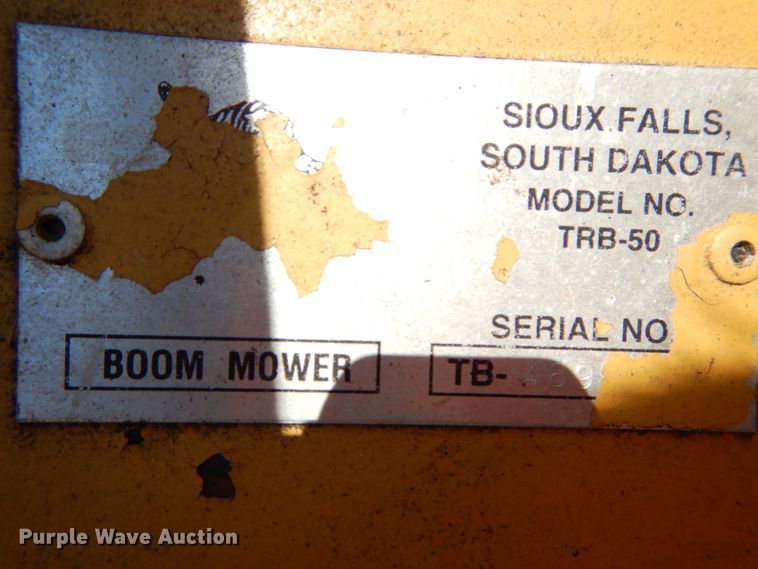 SIOUX FALLS,
SOUTH DAKOTA
MODEL NO.
TRB-50
SERIAL NO
BOOM MOWER
TB-
Purple Wave Auction